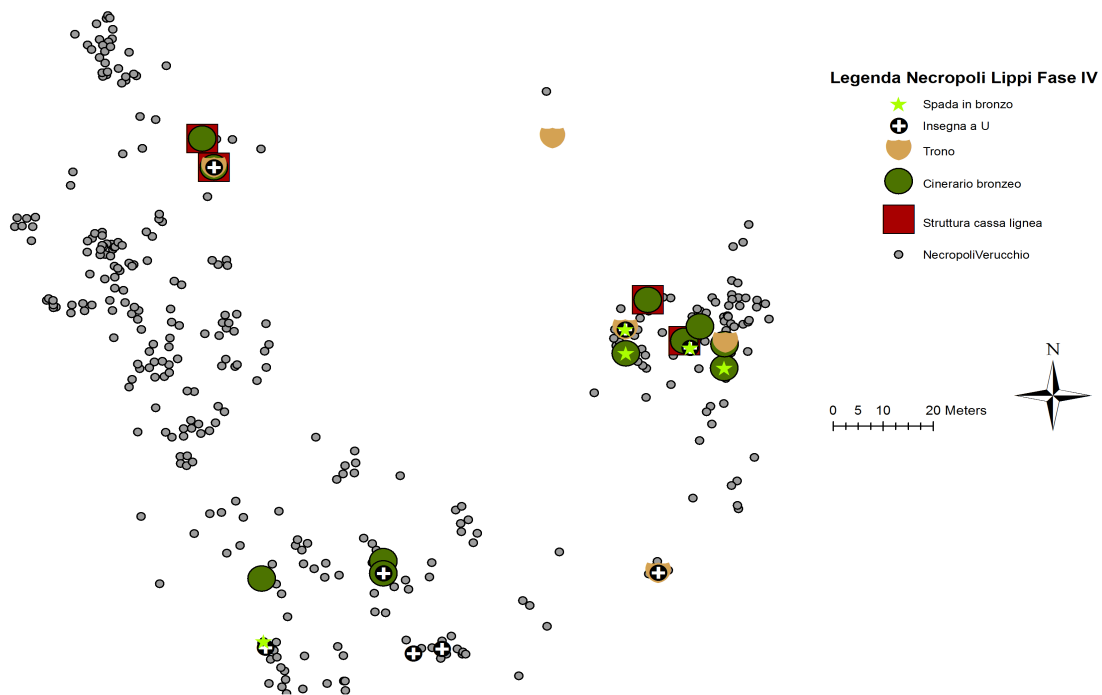 Legenda Necropoli Lippi Fase IV
Spada in bronzo
Insegna a U
Trono
Cinerario bronzeo
Struttura cassa lignea
NecropoliVerucchio
N
0 5 10 20 Meters